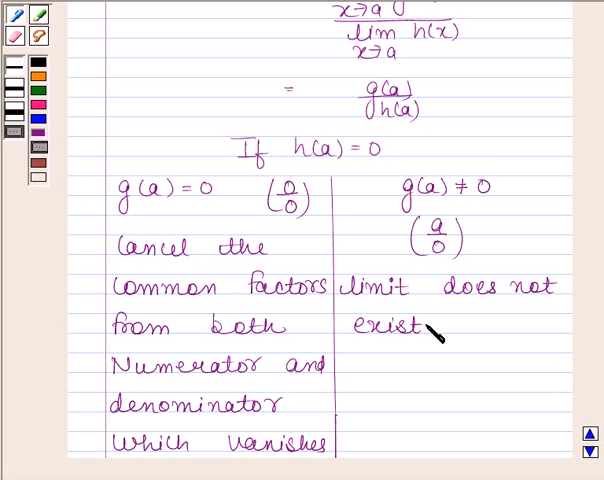 x→a
lim h(x)
x→a
= g(a)
h(a)
If h(a) = 0
g(a) = 0 (0/0) g(a) ≠ 0
Cancel the (a/0)
Common factors limit does not
from both exist
Numerator and
denominator
Which vanishes